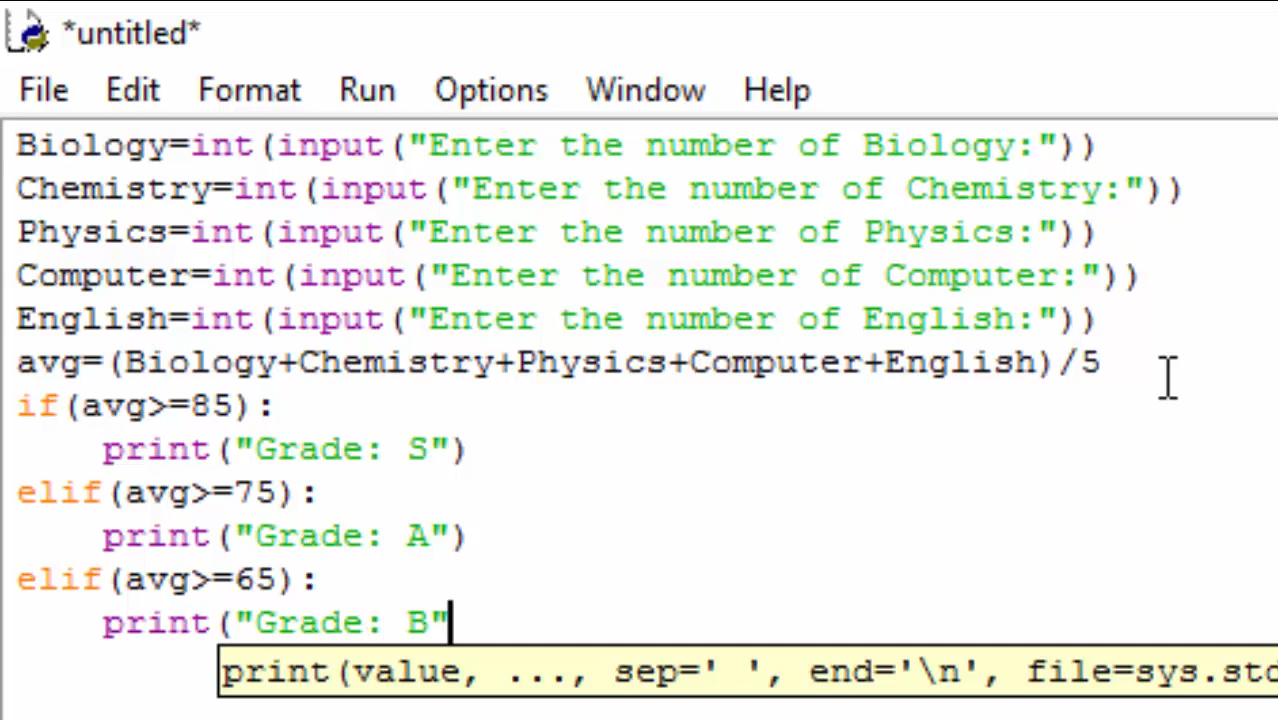 *untitled*
File Edit Format Run Options Window Help
Biology=int(input("Enter the number of Biology:"))
Chemistry=int(input("Enter the number of Chemistry:"))
Physics=int(input("Enter the number of Physics:"))
Computer=int(input("Enter the number of Computer:"))
English=int(input("Enter the number of English:"))
avg=(Biology+Chemistry+Physics+Computer+English)/5
if(avg>=85):
    print("Grade: S")
elif(avg>=75):
    print("Grade: A")
elif(avg>=65):
    print("Grade: B"
print(value, ..., sep=' ', end='\n', file=sys.std